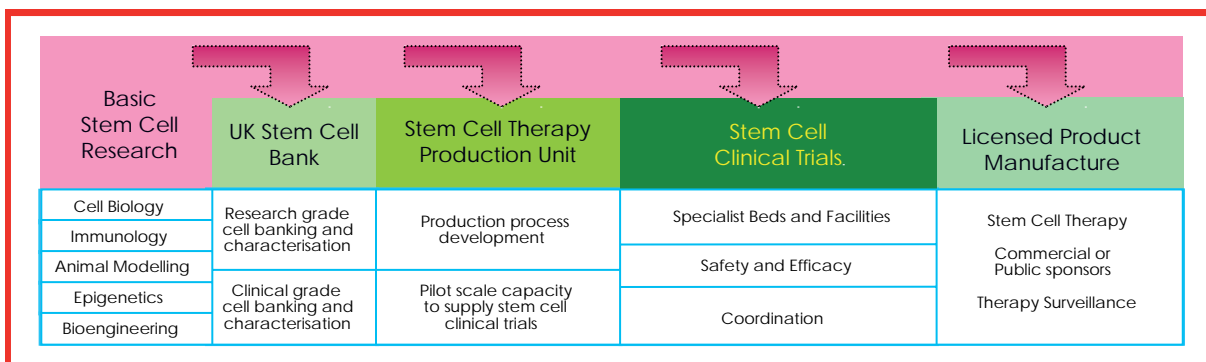 Basic
Stem Cell
Research
UK Stem Cell
Bank
Stem Cell Therapy
Production Unit
Stem Cell
Clinical Trials.
Licensed Product
Manufacture
Cell Biology
Immunology
Animal Modelling
Epigenetics
Bioengineering
Research grade
cell banking and
characterisation
Clinical grade
cell banking and
characterisation
Production process
development
Pilot scale capacity
to supply stem cell
clinical trials
Specialist Beds and Facilities
Safety and Efficacy
Coordination
Stem Cell Therapy
Commercial or
Public sponsors
Therapy Surveillance